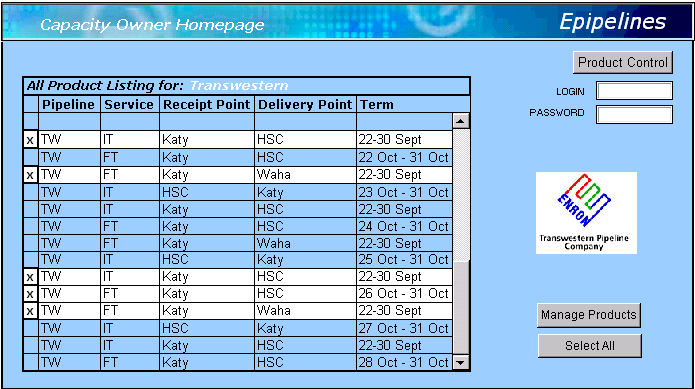 Capacity Owner Homepage
Epipelines
Product Control
LOGIN
PASSWORD
All Product Listing for: Transwestern
Pipeline Service Receipt Point Delivery Point Term
x TW IT Katy HSC 22-30 Sept
TW FT Katy HSC 22 Oct - 31 Oct
x TW FT Katy Waha 22-30 Sept
TW IT HSC Katy 23 Oct - 31 Oct
TW IT Katy HSC 22-30 Sept
TW FT Katy HSC 24 Oct - 31 Oct
TW FT Katy Waha 22-30 Sept
TW IT HSC Katy 25 Oct - 31 Oct
x TW IT Katy HSC 22-30 Sept
x TW FT Katy HSC 26 Oct - 31 Oct
x TW FT Katy Waha 22-30 Sept
TW IT HSC Katy 27 Oct - 31 Oct
TW IT Katy HSC 22-30 Sept
TW FT Katy HSC 28 Oct - 31 Oct
ENRON
Transwestern Pipeline
Company
Manage Products
Select All